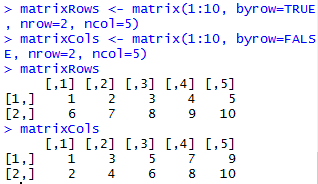 > matrixRows <- matrix(1:10, byrow=TRUE
, nrow=2, ncol=5)
> matrixCols <- matrix(1:10, byrow=FALS
E, nrow=2, ncol=5)
> matrixRows
     [,1] [,2] [,3] [,4] [,5]
[1,]    1    2    3    4    5
[2,]    6    7    8    9   10
> matrixCols
     [,1] [,2] [,3] [,4] [,5]
[1,]    1    3    5    7    9
[2,]    2    4    6    8   10